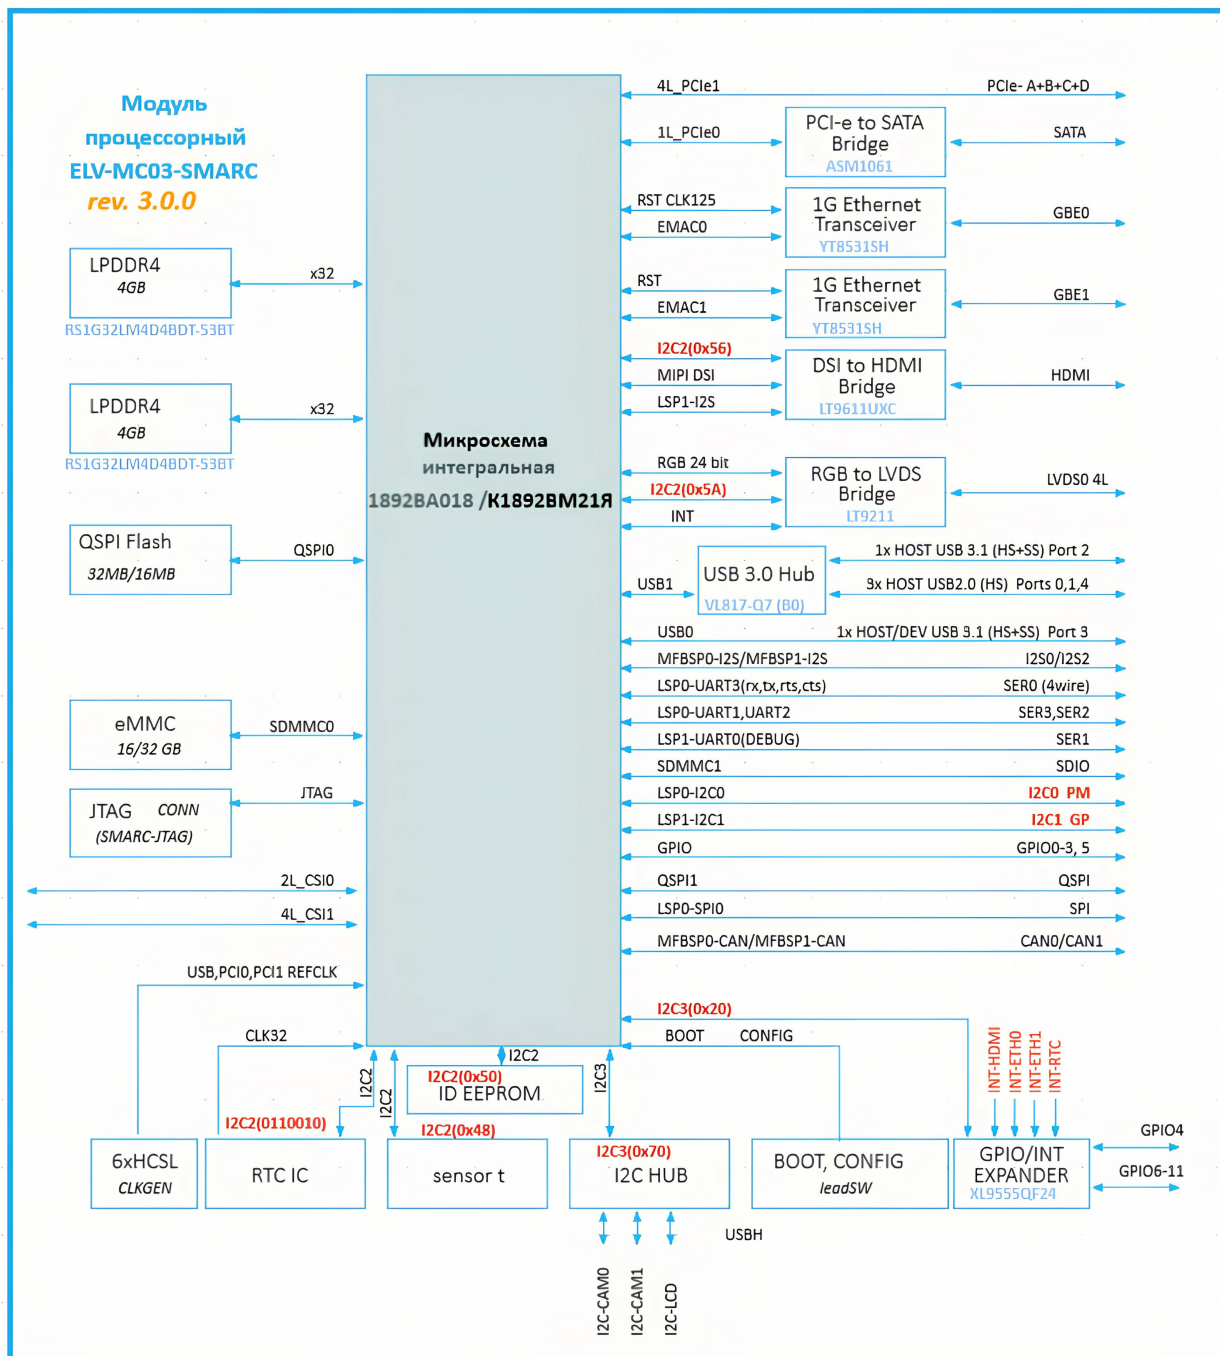 Модуль
процессорный
ELV-MC03-SMARC
rev. 3.0.0
LPDDR4
4GB
x32
RS1G32LM4D4BDT-53BT
LPDDR4
4GB
x32
RS1G32LM4D4BDT-53BT
QSPI Flash
32MB/16MB
QSPI0
eMMC
16/32 GB
SDMMC0
JTAG CONN
(SMARC-JTAG)
JTAG
2L_CSI0
4L_CSI1
USB,PCI0,PCI1 REFCLK
CLK32
Микросхема
интегральная
1892ВА018 /К1892ВМ21Я
4L_PCIe1
PCIe- A+B+C+D
1L_PCIe0
PCI-e to SATA
Bridge
ASM1061
SATA
RST CLK125
EMAC0
1G Ethernet
Transceiver
YT8531SH
GBE0
RST
EMAC1
1G Ethernet
Transceiver
YT8531SH
GBE1
I2C2(0x56)
MIPI DSI
LSP1-I2S
DSI to HDMI
Bridge
LT9611UXC
HDMI
RGB 24 bit
I2C2(0x5A)
INT
RGB to LVDS
Bridge
LT9211
LVDS0 4L
USB1
USB 3.0 Hub
VL817-Q7 (B0)
1x HOST USB 3.1 (HS+SS) Port 2
3x HOST USB2.0 (HS) Ports 0,1,4
USB0
1x HOST/DEV USB 3.1 (HS+SS) Port 3
MFBSP0-I2S/MFBSP1-I2S
I2S0/I2S2
LSP0-UART3(rx,tx,rts,cts)
SER0 (4wire)
LSP0-UART1,UART2
SER3,SER2
LSP1-UART0(DEBUG)
SER1
SDMMC1
SDIO
LSP0-I2C0
I2C0 PM
LSP1-I2C1
I2C1 GP
GPIO
GPIO0-3, 5
QSPI1
QSPI
LSP0-SPI0
SPI
MFBSP0-CAN/MFBSP1-CAN
CAN0/CAN1
I2C3(0x20)
BOOT CONFIG
INT-HDMI
INT-ETH0
INT-ETH1
INT-RTC
I2C2
I2C2
I2C2
I2C3
I2C2(0x50)
ID EEPROM
I2C2(0110010)
I2C2(0x48)
I2C3(0x70)
6xHCSL
CLKGEN
RTC IC
sensor t
I2C HUB
BOOT, CONFIG
leadSW
GPIO/INT
EXPANDER
XL9555QF24
GPIO4
GPIO6-11
USBH
I2C-CAM0
I2C-CAM1
I2C-LCD